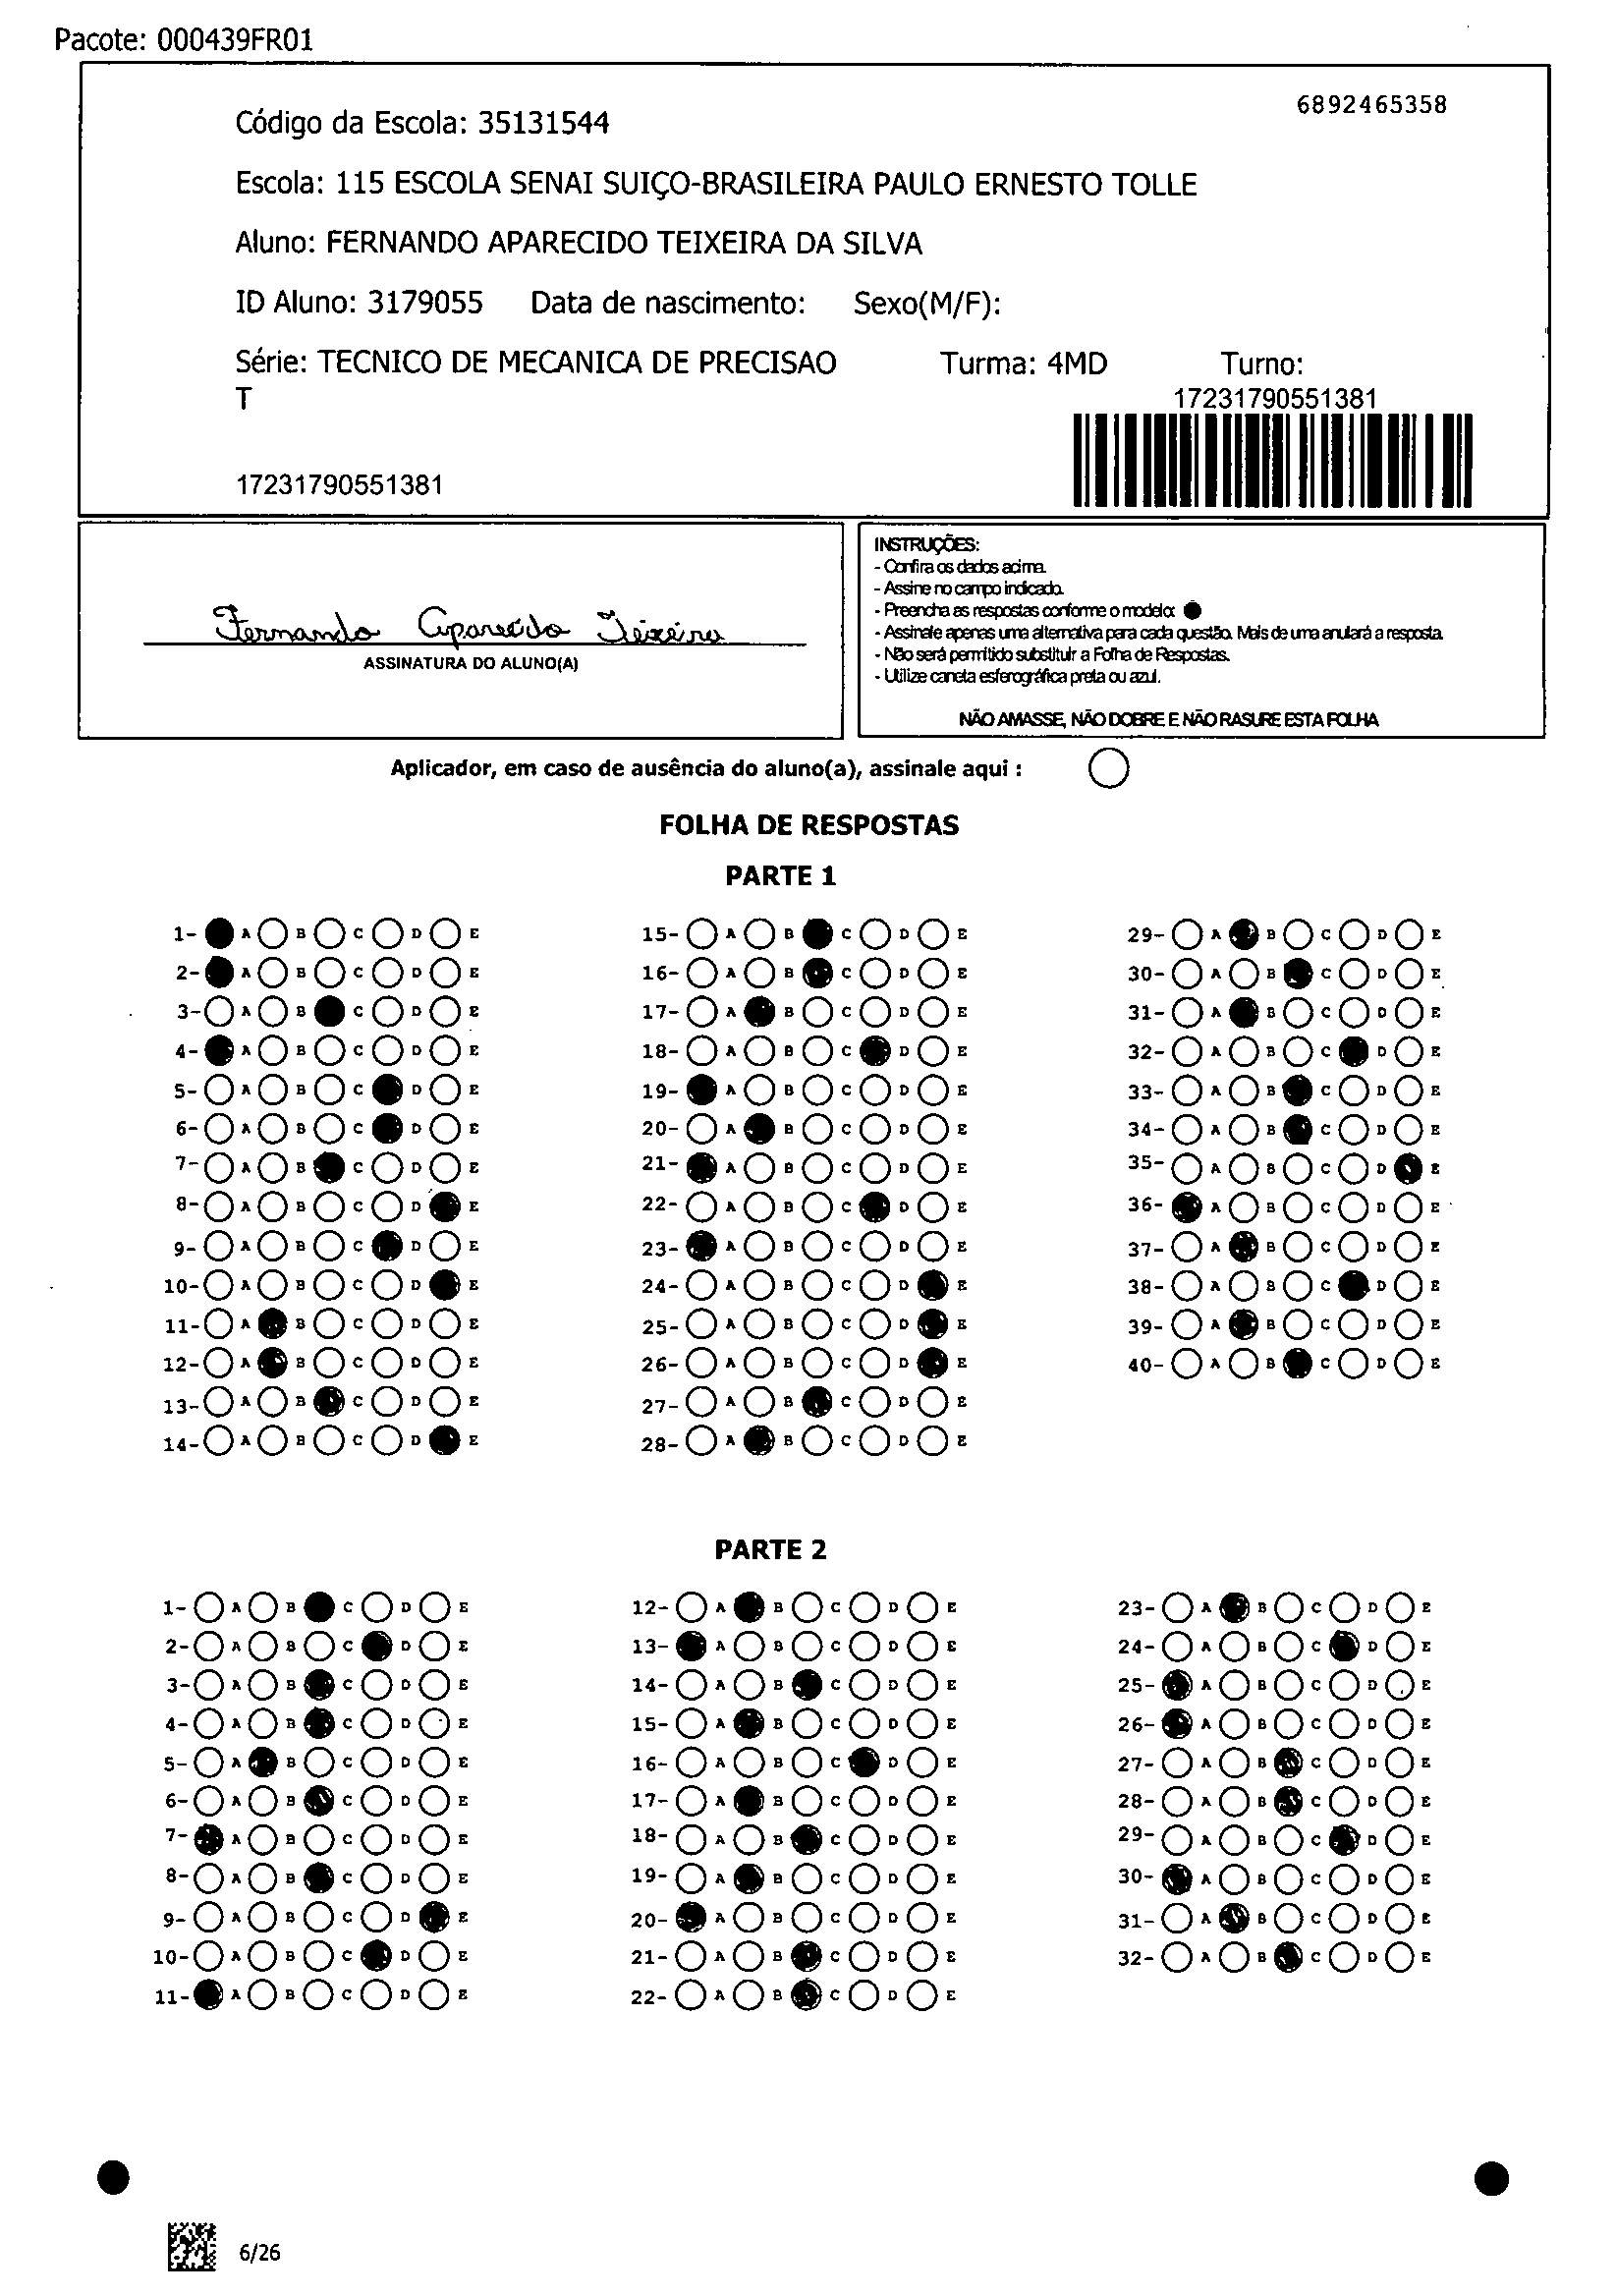 Pacote: 000439FR01
6892465358
Código da Escola: 35131544
Escola: 115 ESCOLA SENAI SUIÇO-BRASILEIRA PAULO ERNESTO TOLLE
Aluno: FERNANDO APARECIDO TEIXEIRA DA SILVA
ID Aluno: 3179055 Data de nascimento: Sexo(M/F):
Série: TECNICO DE MECANICA DE PRECISAO Turma: 4MD Turno:
T
17231790551381
17231790551381
Fernando Aparecido Teixeira
ASSINATURA DO ALUNO(A)
INSTRUÇÕES:
- Confira os dados acima.
- Assine no campo indicado.
- Preencha as respostas conforme o modelo:
- Assinale apenas uma alternativa para cada questão. Mais de uma anulará a resposta.
- Não será permitido substituir a Folha de Respostas.
- Utilize caneta esferográfica preta ou azul.
NÃO AMASSE, NÃO DOBRE E NÃO RASURE ESTA FOLHA
Aplicador, em caso de ausência do aluno(a), assinale aqui :
FOLHA DE RESPOSTAS
PARTE 1
1- A B C D E 15- A B C D E 29- A B C D E
2- A B C D E 16- A B C D E 30- A B C D E
3- A B C D E 17- A B C D E 31- A B C D E
4- A B C D E 18- A B C D E 32- A B C D E
5- A B C D E 19- A B C D E 33- A B C D E
6- A B C D E 20- A B C D E 34- A B C D E
7- A B C D E 21- A B C D E 35- A B C D E
8- A B C D E 22- A B C D E 36- A B C D E
9- A B C D E 23- A B C D E 37- A B C D E
10- A B C D E 24- A B C D E 38- A B C D E
11- A B C D E 25- A B C D E 39- A B C D E
12- A B C D E 26- A B C D E 40- A B C D E
13- A B C D E 27- A B C D E
14- A B C D E 28- A B C D E
PARTE 2
1- A B C D E 12- A B C D E 23- A B C D E
2- A B C D E 13- A B C D E 24- A B C D E
3- A B C D E 14- A B C D E 25- A B C D E
4- A B C D E 15- A B C D E 26- A B C D E
5- A B C D E 16- A B C D E 27- A B C D E
6- A B C D E 17- A B C D E 28- A B C D E
7- A B C D E 18- A B C D E 29- A B C D E
8- A B C D E 19- A B C D E 30- A B C D E
9- A B C D E 20- A B C D E 31- A B C D E
10- A B C D E 21- A B C D E 32- A B C D E
11- A B C D E 22- A B C D E
6/26